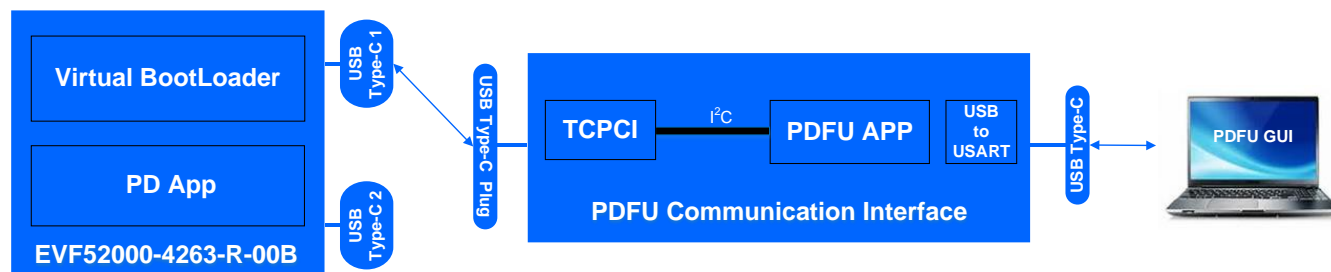 Virtual BootLoader
PD App
EVF52000-4263-R-00B
USB
Type-C 1
USB
Type-C 2
USB Type-C Plug
TCPCI
I²C
PDFU APP
USB
to
USART
PDFU Communication Interface
USB Type-C
PDFU GUI